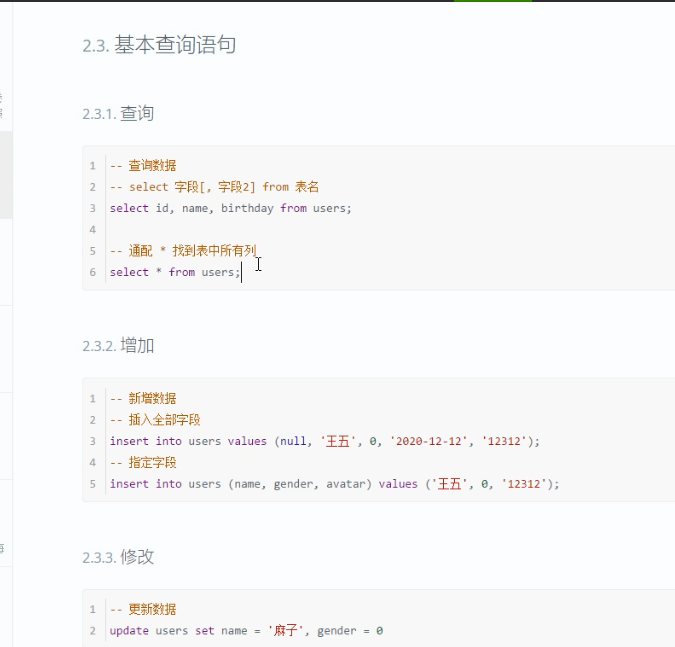 2.3. 基本查询语句
2.3.1. 查询
1 -- 查询数据
2 -- select 字段[, 字段2] from 表名
3 select id, name, birthday from users;
4
5 -- 通配 * 找到表中所有列
6 select * from users;
2.3.2. 增加
1 -- 新增数据
2 -- 插入全部字段
3 insert into users values (null, '王五', 0, '2020-12-12', '12312');
4 -- 指定字段
5 insert into users (name, gender, avatar) values ('王五', 0, '12312');
2.3.3. 修改
1 -- 更新数据
2 update users set name = '麻子', gender = 0